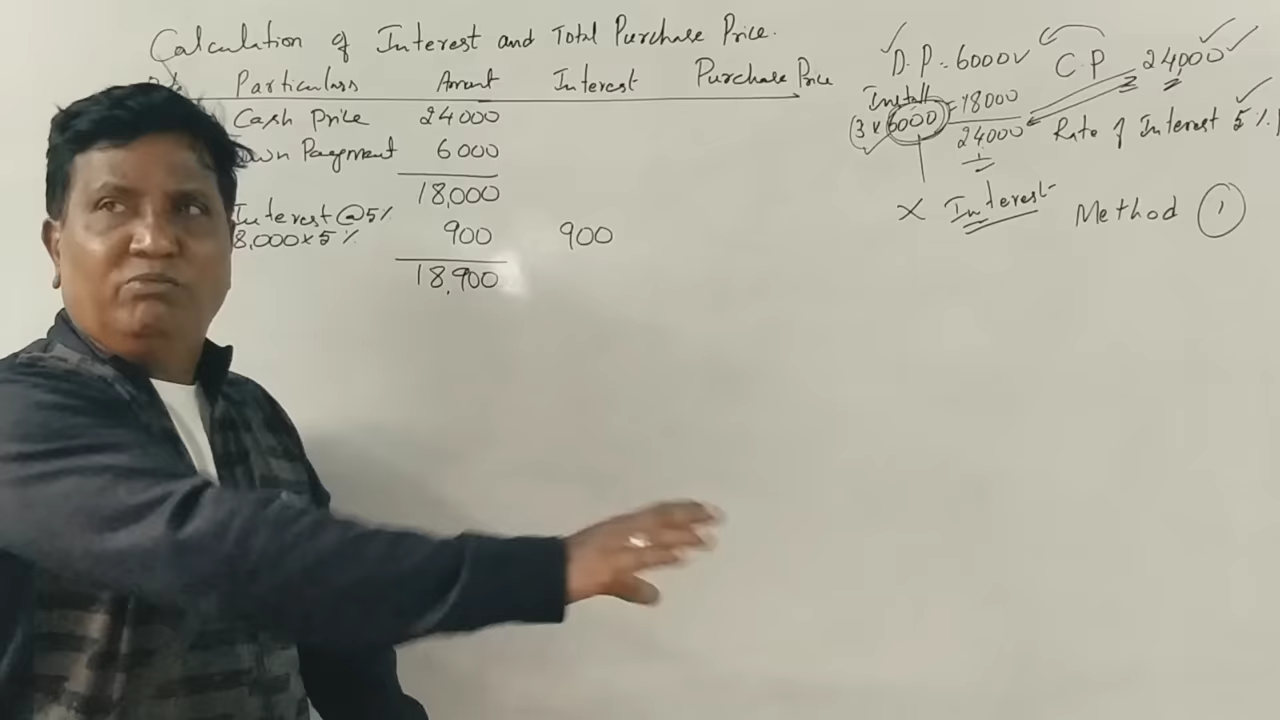 Calculation of Interest and Total Purchase Price.
Particulars Amount Interest Purchase Price
Cash Price 24000
own Payment 6000
18,000
Interest @ 5%
8,000 x 5% 900 900
18,900
D.P. 6000 C.P 24000
Install
(3 x 6000) = 18000
24000 Rate of Interest 5%
x Interest Method 1